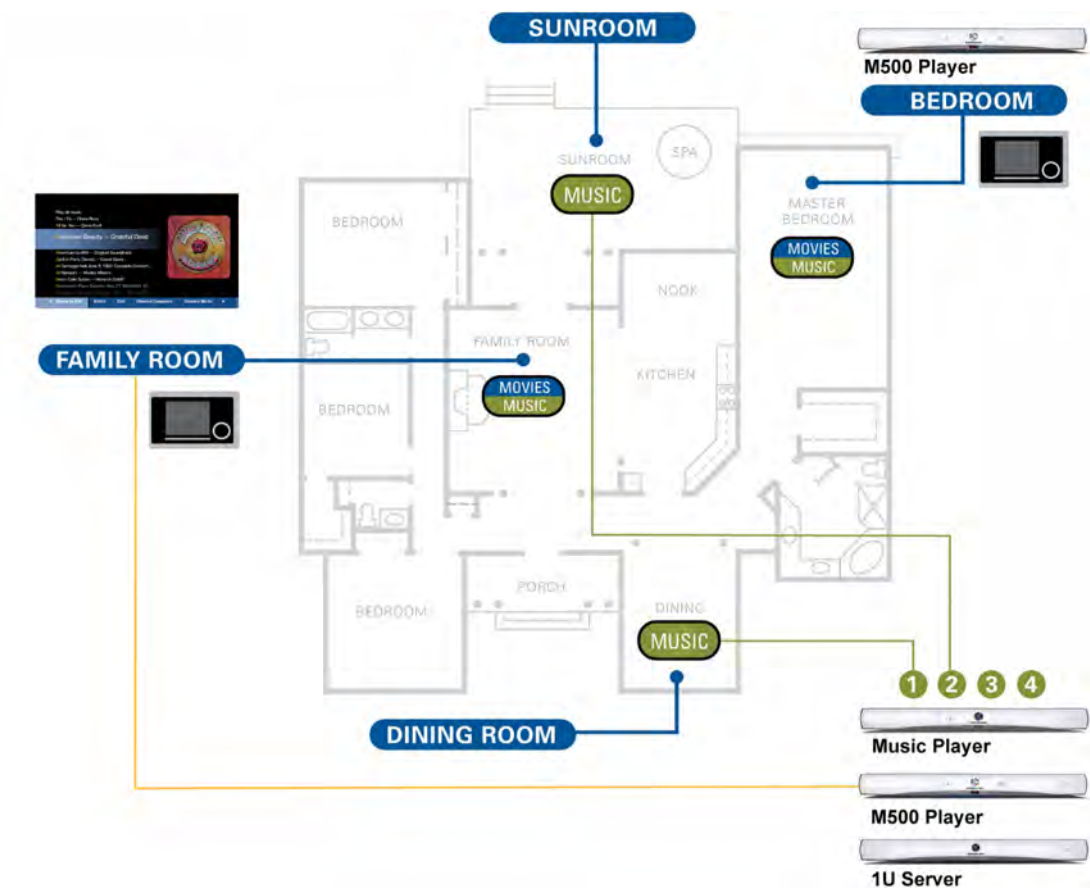 SUNROOM
M500 Player
BEDROOM
SUNROOM
SPA
MUSIC
BEDROOM
MASTER
BEDROOM
MOVIES
MUSIC
NOOK
FAMILY ROOM
FAMILY ROOM
KITCHEN
MOVIES
MUSIC
BEDROOM
PORCH
BEDROOM
DINING
MUSIC
1 2 3 4
DINING ROOM
Music Player
M500 Player
1U Server